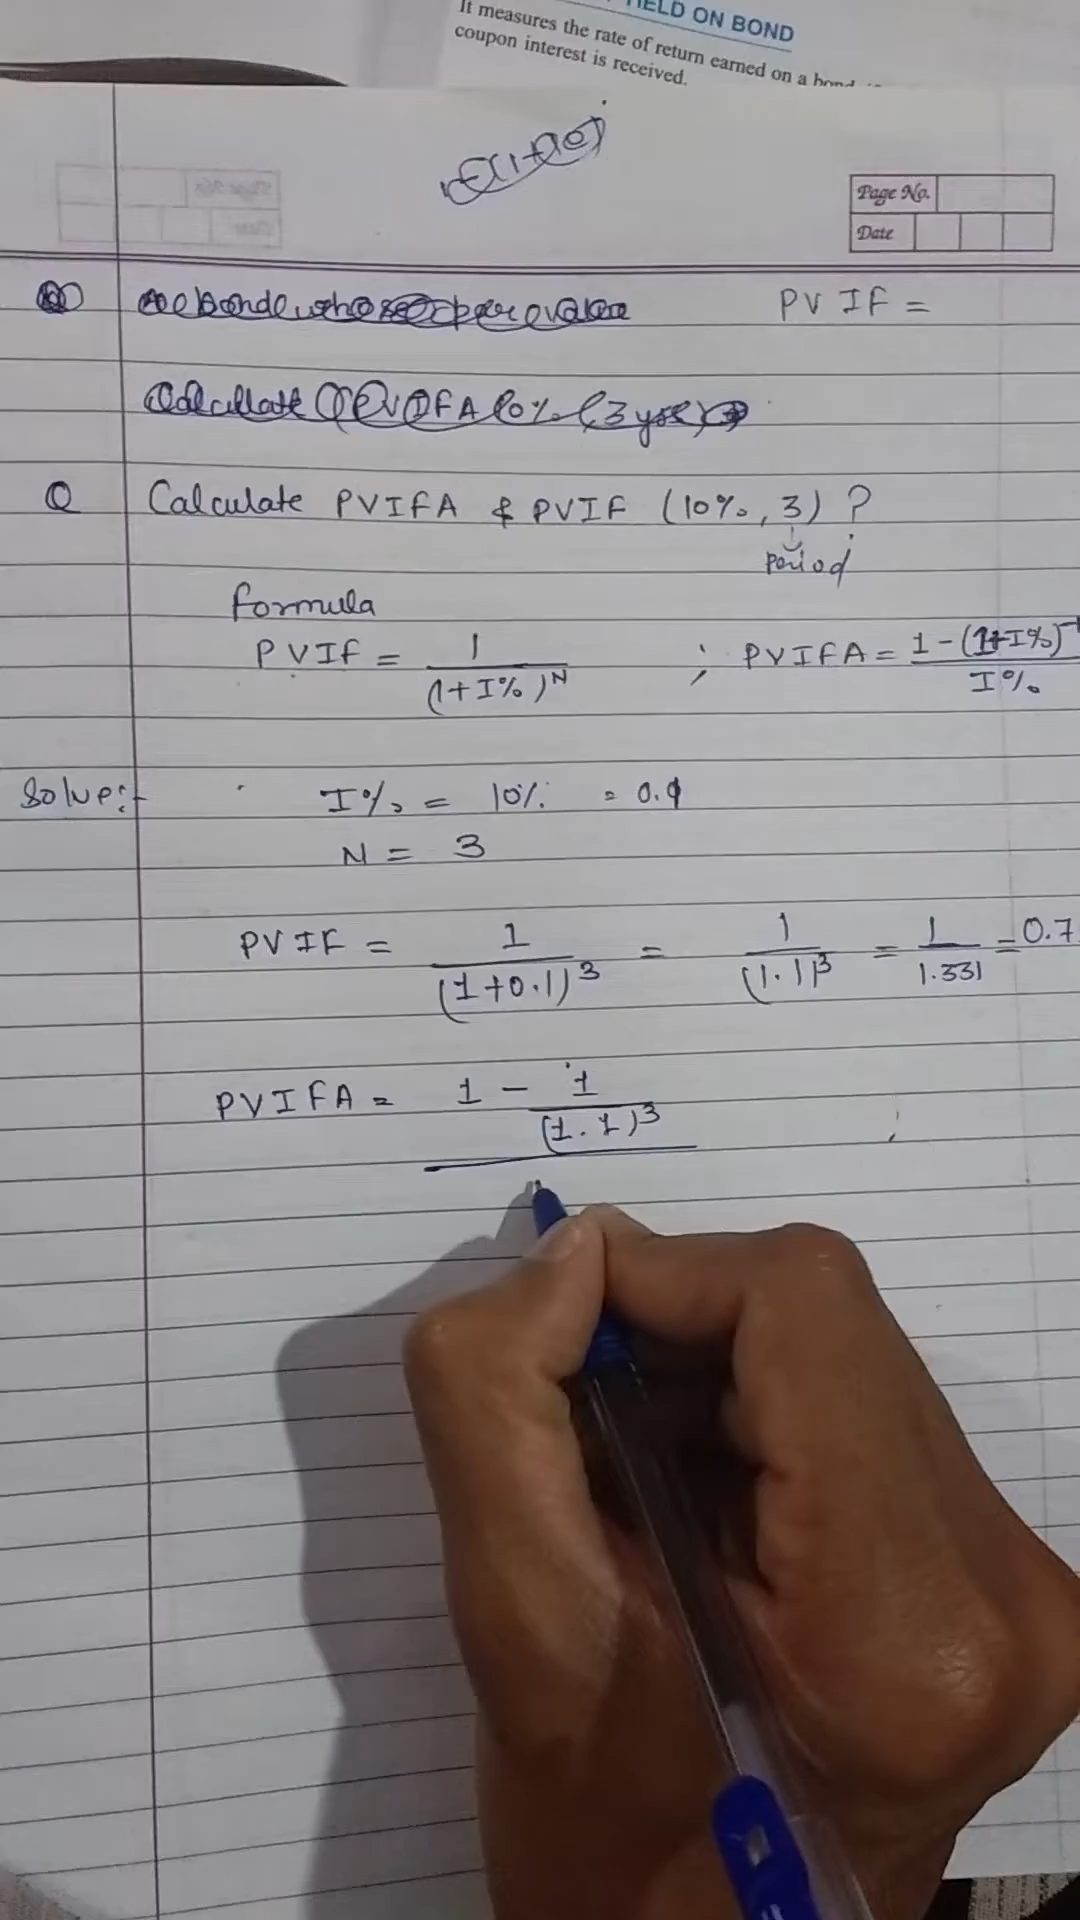 YIELD ON BOND
It measures the rate of return earned on a bond
coupon interest is received.
Page No.
Date
PVIF =
Q Calculate PVIFA & PVIF (10%, 3) ?
Period
formula
PVIF = 1 / (1+I%)^N ; PVIFA = 1-(1+I%)^- / I%
Solve:- I% = 10% = 0.1
N = 3
PVIF = 1 / (1+0.1)^3 = 1 / (1.1)^3 = 1 / 1.331 = 0.7
PVIFA = 1 - 1 / (1.1)^3